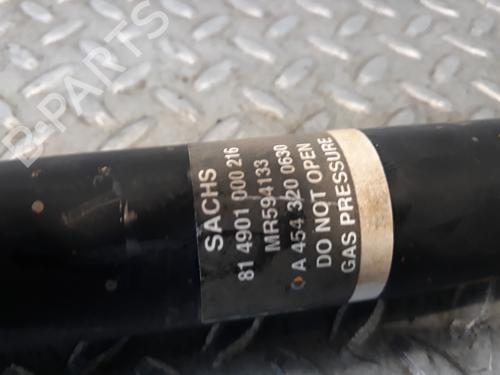 B-PARTS
SACHS
81 4901 000 216
MR594133
A 454 320 0630
DO NOT OPEN
GAS PRESSURE